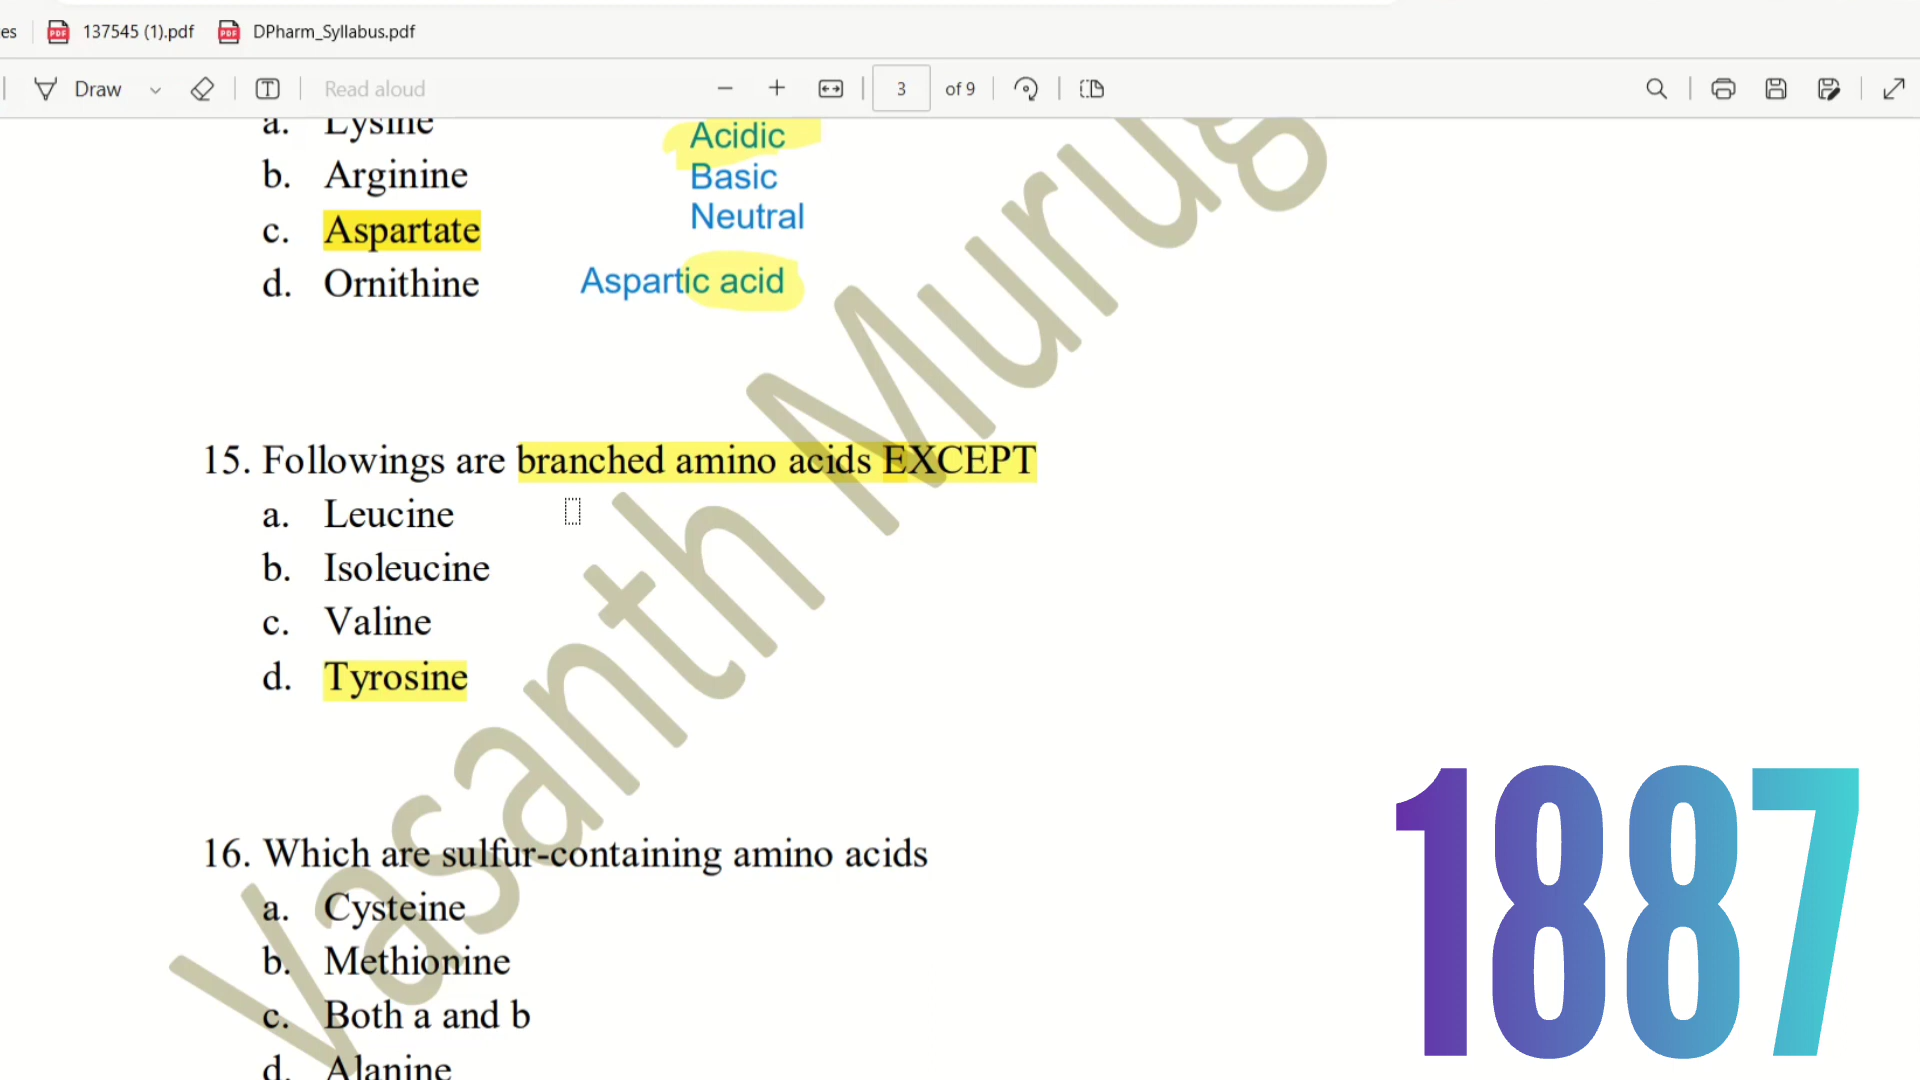 es 137545 (1).pdf DPharm_Syllabus.pdf
Draw T Read aloud 3 of 9
a. Lysine Acidic
b. Arginine Basic
Neutral
c. Aspartate
d. Ornithine Aspartic acid
15. Followings are branched amino acids EXCEPT
a. Leucine
b. Isoleucine
c. Valine
d. Tyrosine
16. Which are sulfur-containing amino acids
a. Cysteine
b. Methionine
c. Both a and b
d. Alanine
Vasanth Murug
1887